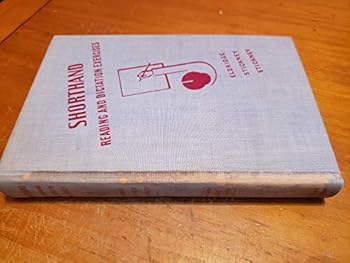 SHORTHAND
READING AND DICTATION EXERCISES
ELDRIDGE
STICKNEY
STICKNEY